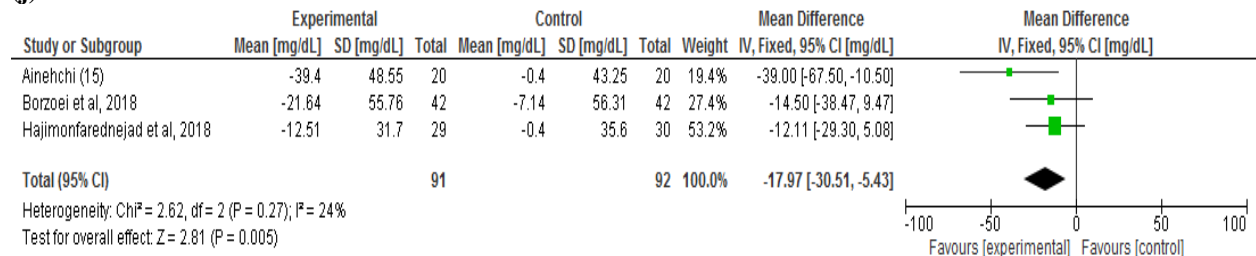 Experimental Control Mean Difference Mean Difference
Study or Subgroup Mean [mg/dL] SD [mg/dL] Total Mean [mg/dL] SD [mg/dL] Total Weight IV, Fixed, 95% CI [mg/dL] IV, Fixed, 95% CI [mg/dL]
Ainehchi (15) -39.4 48.55 20 -0.4 43.25 20 19.4% -39.00 [-67.50, -10.50]
Borzoei et al, 2018 -21.64 55.76 42 -7.14 56.31 42 27.4% -14.50 [-38.47, 9.47]
Hajimonfarednejad et al, 2018 -12.51 31.7 29 -0.4 35.6 30 53.2% -12.11 [-29.30, 5.08]
Total (95% CI) 91 92 100.0% -17.97 [-30.51, -5.43]
Heterogeneity: Chi² = 2.62, df = 2 (P = 0.27); I² = 24%
Test for overall effect: Z = 2.81 (P = 0.005)
-100 -50 0 50 100
Favours [experimental] Favours [control]